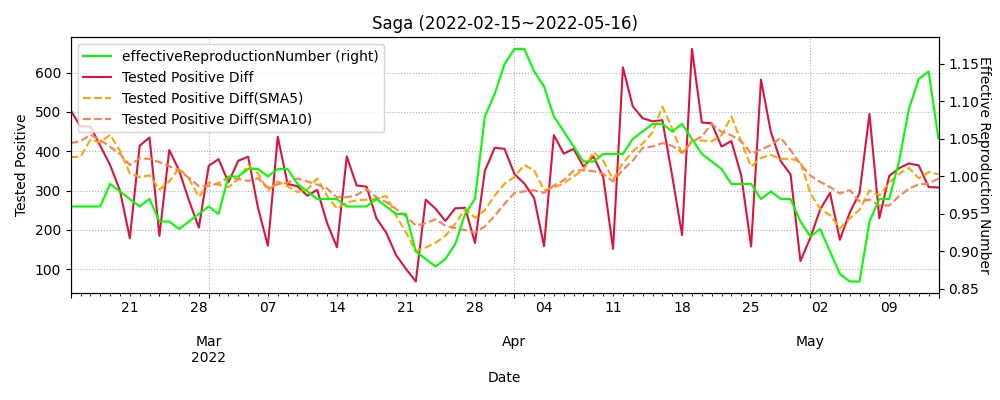 Saga (2022-02-15~2022-05-16)
effectiveReproductionNumber (right)
Tested Positive Diff
Tested Positive Diff(SMA5)
Tested Positive Diff(SMA10)
Tested Positive
600
500
400
300
200
100
1.15
1.10
1.05
1.00
0.95
0.90
0.85
Effective Reproduction Number
21 28 07 14 21 28 04 11 18 25 02 09
Mar Apr May
2022
Date